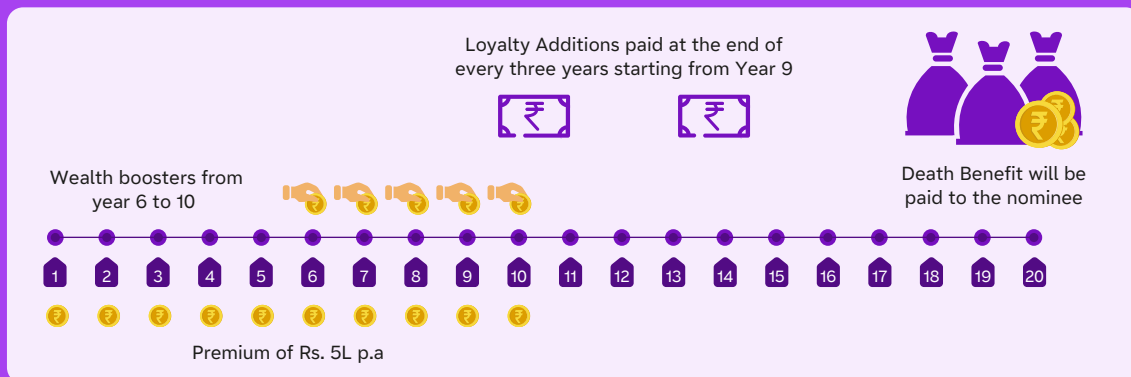 Loyalty Additions paid at the end of
every three years starting from Year 9
₹ ₹
Wealth boosters from
year 6 to 10
₹ ₹ ₹ ₹ ₹
₹ ₹
Death Benefit will be
paid to the nominee
1 2 3 4 5 6 7 8 9 10 11 12 13 14 15 16 17 18 19 20
₹ ₹ ₹ ₹ ₹ ₹ ₹ ₹ ₹ ₹
Premium of Rs. 5L p.a